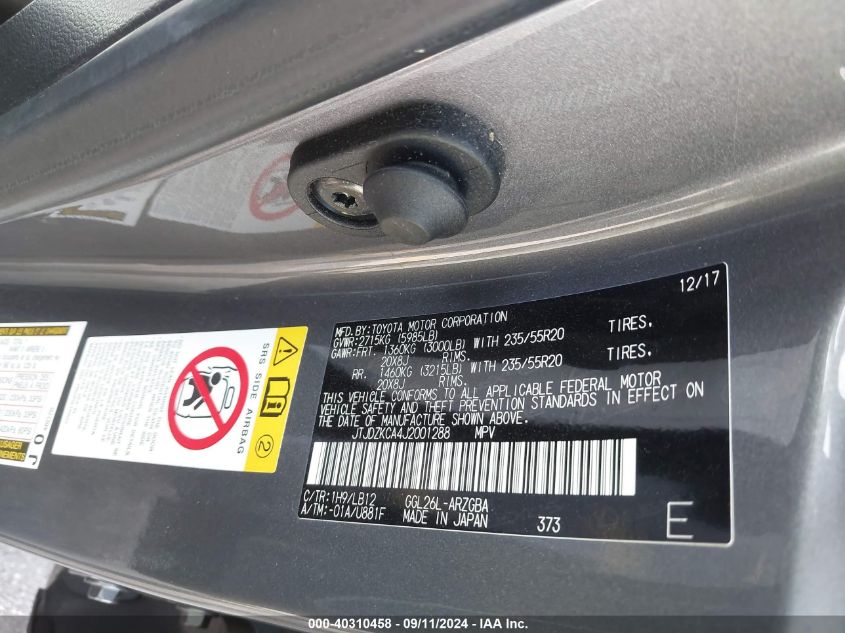 12/17
MFD. BY: TOYOTA MOTOR CORPORATION
GVWR: 2715KG (5985LB)
GAWR: FRT. 1360KG (3000LB) WITH 235/55R20 TIRES,
20X8J RIMS.
RR. 1460KG (3215LB) WITH 235/55R20 TIRES,
20X8J RIMS.
THIS VEHICLE CONFORMS TO ALL APPLICABLE FEDERAL MOTOR
VEHICLE SAFETY AND THEFT PREVENTION STANDARDS IN EFFECT ON
THE DATE OF MANUFACTURE SHOWN ABOVE.
JTJDZKCA4J2001288 MPV
C/TR: 1H9/LB12 GGL26L-ARZGBA
A/TM: -01A/U881F MADE IN JAPAN 373 E
SRS SIDE AIRBAG
2
USAGER
000-40310458 - 09/11/2024 - IAAI Inc.